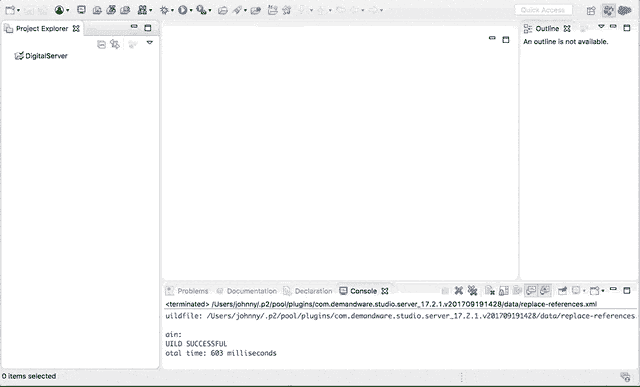 Quick Access
Project Explorer
DigitalServer
Outline
An outline is not available.
Problems
Documentation
Declaration
Console
<terminated> /Users/johnny/.p2/pool/plugins/com.demandware.studio.server_17.2.1.v201709191428/data/replace-references.xml
uildfile: /Users/johnny/.p2/pool/plugins/com.demandware.studio.server_17.2.1.v201709191428/data/replace-references
ain:
UILD SUCCESSFUL
otal time: 603 milliseconds
0 items selected